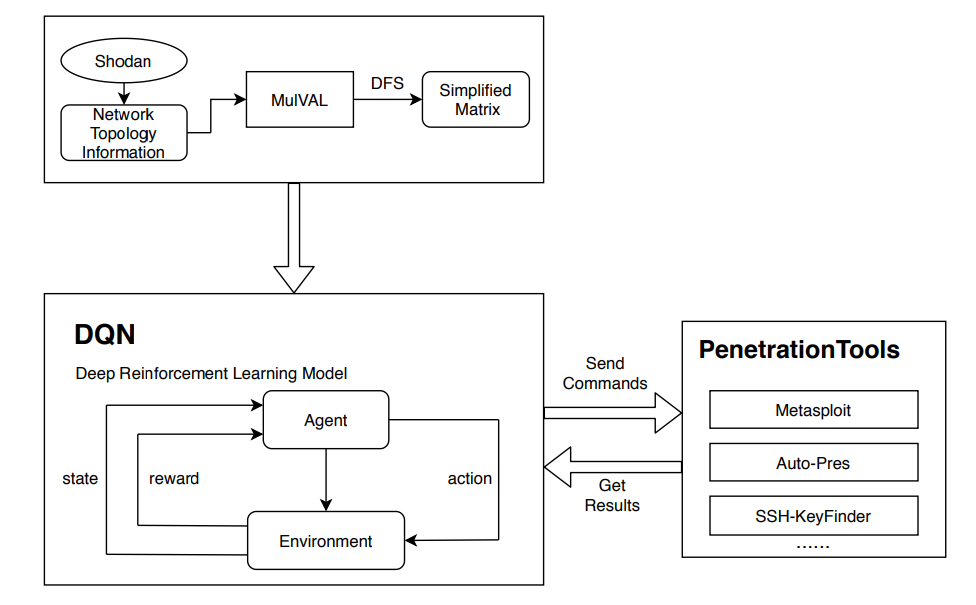 Shodan
Network
Topology
Information
MulVAL
DFS
Simplified
Matrix
DQN
Deep Reinforcement Learning Model
Agent
state
reward
action
Environment
Send
Commands
Get
Results
PenetrationTools
Metasploit
Auto-Pres
SSH-KeyFinder
......